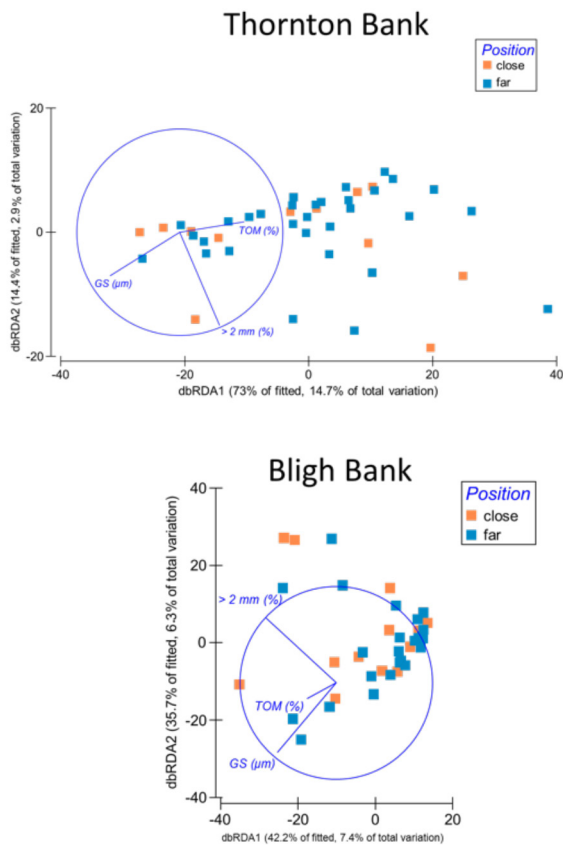 Thornton Bank
Position
close
far
20
0
-20
dbRDA2 (14.4% of fitted, 2.9% of total variation)
TOM (%)
GS (µm)
> 2 mm (%)
-40
-20
0
20
40
dbRDA1 (73% of fitted, 14.7% of total variation)
Bligh Bank
Position
close
far
40
20
0
-20
-40
dbRDA2 (35.7% of fitted, 6.3% of total variation)
> 2 mm (%)
TOM (%)
GS (µm)
-40
-20
0
20
dbRDA1 (42.2% of fitted, 7.4% of total variation)